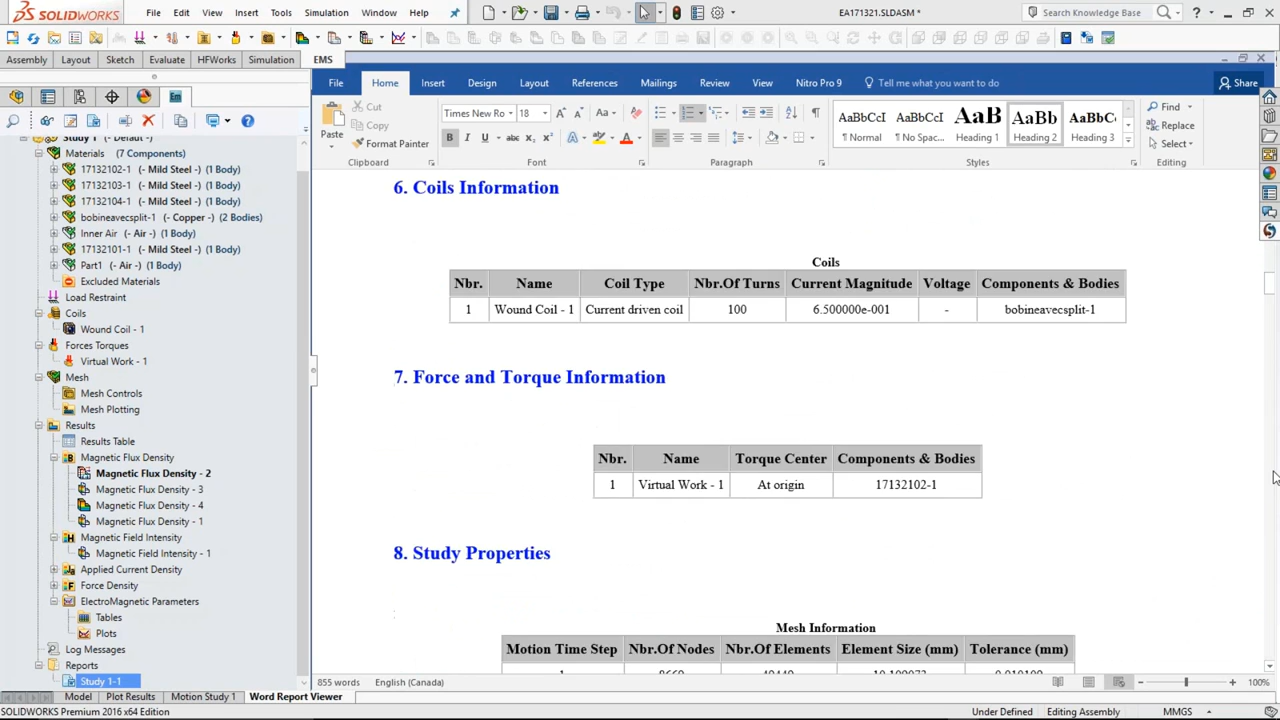 SOLIDWORKS File Edit View Insert Tools Simulation Window Help EA171321.SLDASM * Search Knowledge Base
Assembly Layout Sketch Evaluate HFWorks Simulation EMS
File Home Insert Design Layout References Mailings Review View Nitro Pro 9 Tell me what you want to do Share
Paste Cut Copy Format Painter
Clipboard
Times New Ro 18
Font
Paragraph
AaBbCcI AaBbCcI AaB AaBb AaBbC
¶ Normal ¶ No Spac... Heading 1 Heading 2 Heading 3
Styles
Find
Replace
Select
Editing
Study 1 (- Default -)
Materials (7 Components)
17132102-1 (- Mild Steel -) (1 Body)
17132103-1 (- Mild Steel -) (1 Body)
17132104-1 (- Mild Steel -) (1 Body)
bobineavecsplit-1 (- Copper -) (2 Bodies)
Inner Air (- Air -) (1 Body)
17132101-1 (- Mild Steel -) (1 Body)
Part1 (- Air -) (1 Body)
Excluded Materials
Load Restraint
Coils
Wound Coil - 1
Forces Torques
Virtual Work - 1
Mesh
Mesh Controls
Mesh Plotting
Results
Results Table
Magnetic Flux Density
Magnetic Flux Density - 2
Magnetic Flux Density - 3
Magnetic Flux Density - 4
Magnetic Flux Density - 1
Magnetic Field Intensity
Magnetic Field Intensity - 1
Applied Current Density
Force Density
ElectroMagnetic Parameters
Tables
Plots
Log Messages
Reports
Study 1-1
6. Coils Information
Coils
Nbr. Name Coil Type Nbr.Of Turns Current Magnitude Voltage Components & Bodies
1 Wound Coil - 1 Current driven coil 100 6.500000e-001 - bobineavecsplit-1
7. Force and Torque Information
Nbr. Name Torque Center Components & Bodies
1 Virtual Work - 1 At origin 17132102-1
8. Study Properties
Mesh Information
Motion Time Step Nbr.Of Nodes Nbr.Of Elements Element Size (mm) Tolerance (mm)
855 words English (Canada) 100%
Model Plot Results Motion Study 1 Word Report Viewer
SOLIDWORKS Premium 2016 x64 Edition Under Defined Editing Assembly MMGS